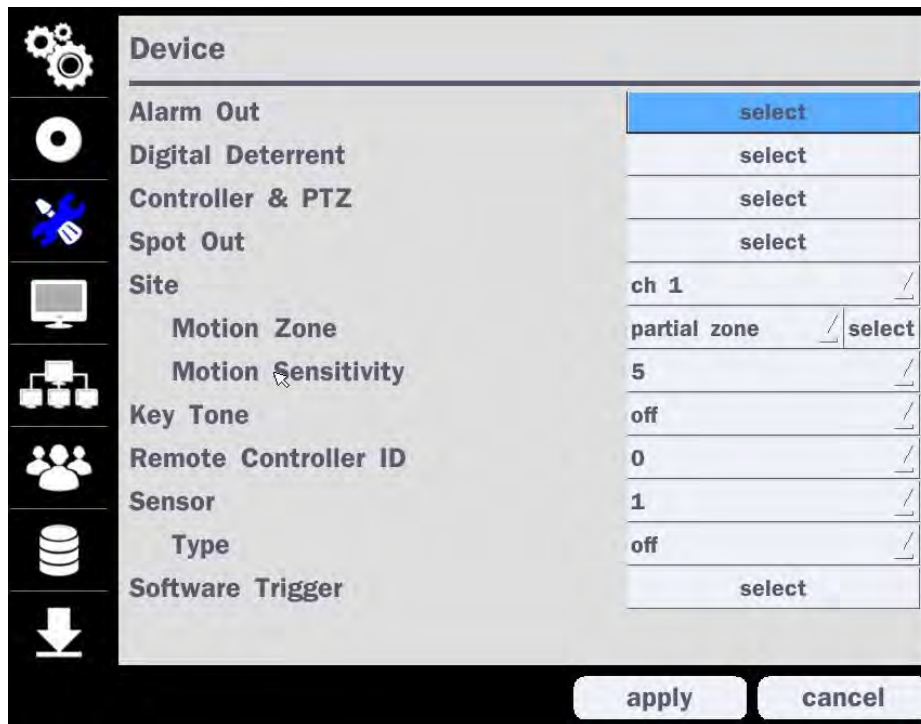 Device
Alarm Out select
Digital Deterrent select
Controller & PTZ select
Spot Out select
Site ch 1
Motion Zone partial zone select
Motion Sensitivity 5
Key Tone off
Remote Controller ID 0
Sensor 1
Type off
Software Trigger select
apply cancel